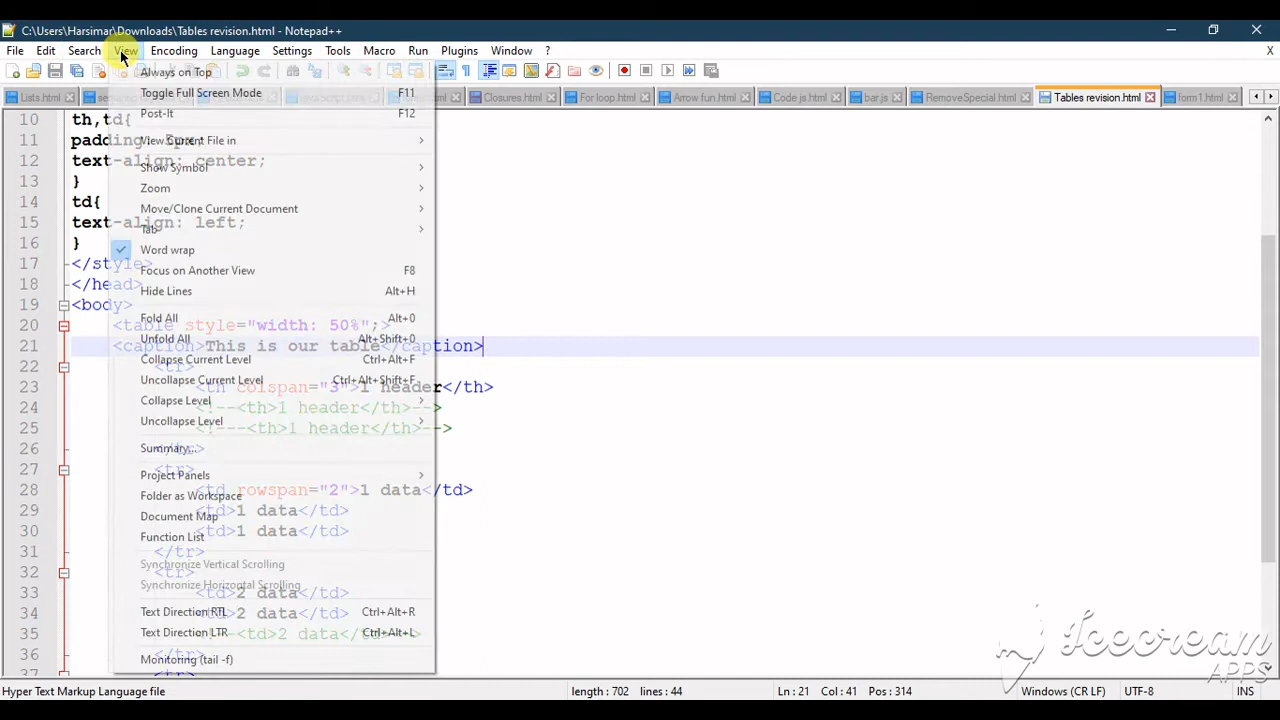 C:\Users\Harsimar\Downloads\Tables revision.html - Notepad++
File Edit Search View Encoding Language Settings Tools Macro Run Plugins Window ? X
Lists.html Closures.html For loop.html Arrow fun.html Code js.html bar.js RemoveSpecial.html Tables revision.html form1.html
Always on Top
Toggle Full Screen Mode F11
Post-It F12
View Current File in
Show Symbol
Zoom
Move/Clone Current Document
Tab
Word wrap
Focus on Another View F8
Hide Lines Alt+H
Fold All Alt+0
Unfold All Alt+Shift+0
Collapse Current Level Ctrl+Alt+F
Uncollapse Current Level Ctrl+Alt+Shift+F
Collapse Level
Uncollapse Level
Summary...
Project Panels
Folder as Workspace
Document Map
Function List
Synchronize Vertical Scrolling
Synchronize Horizontal Scrolling
Text Direction RTL Ctrl+Alt+R
Text Direction LTR Ctrl+Alt+L
Monitoring (tail -f)
10 th,td{
11 padding: 5px;
12 text-align: center;
13 }
14 td{
15 text-align: left;
16 }
17 </style>
18 </head>
19 <body>
20 <table style="width: 50%";>
21 <caption>This is our table</caption>
22 <tr>
23 <th colspan="3">1 header</th>
24 <!--<th>1 header</th>-->
25 <!---<th>1 header</th>-->
26 </tr>
27 <tr>
28 <td rowspan="2">1 data</td>
29 <td>1 data</td>
30 <td>1 data</td>
31 </tr>
32 <tr>
33 <td>2 data</td>
34 <td>2 data</td>
35 <!--<td>2 data</td>-->
36 </tr>
37 <tr>
Icecream
APPS
Hyper Text Markup Language file length : 702 lines : 44 Ln : 21 Col : 41 Pos : 314 Windows (CR LF) UTF-8 INS